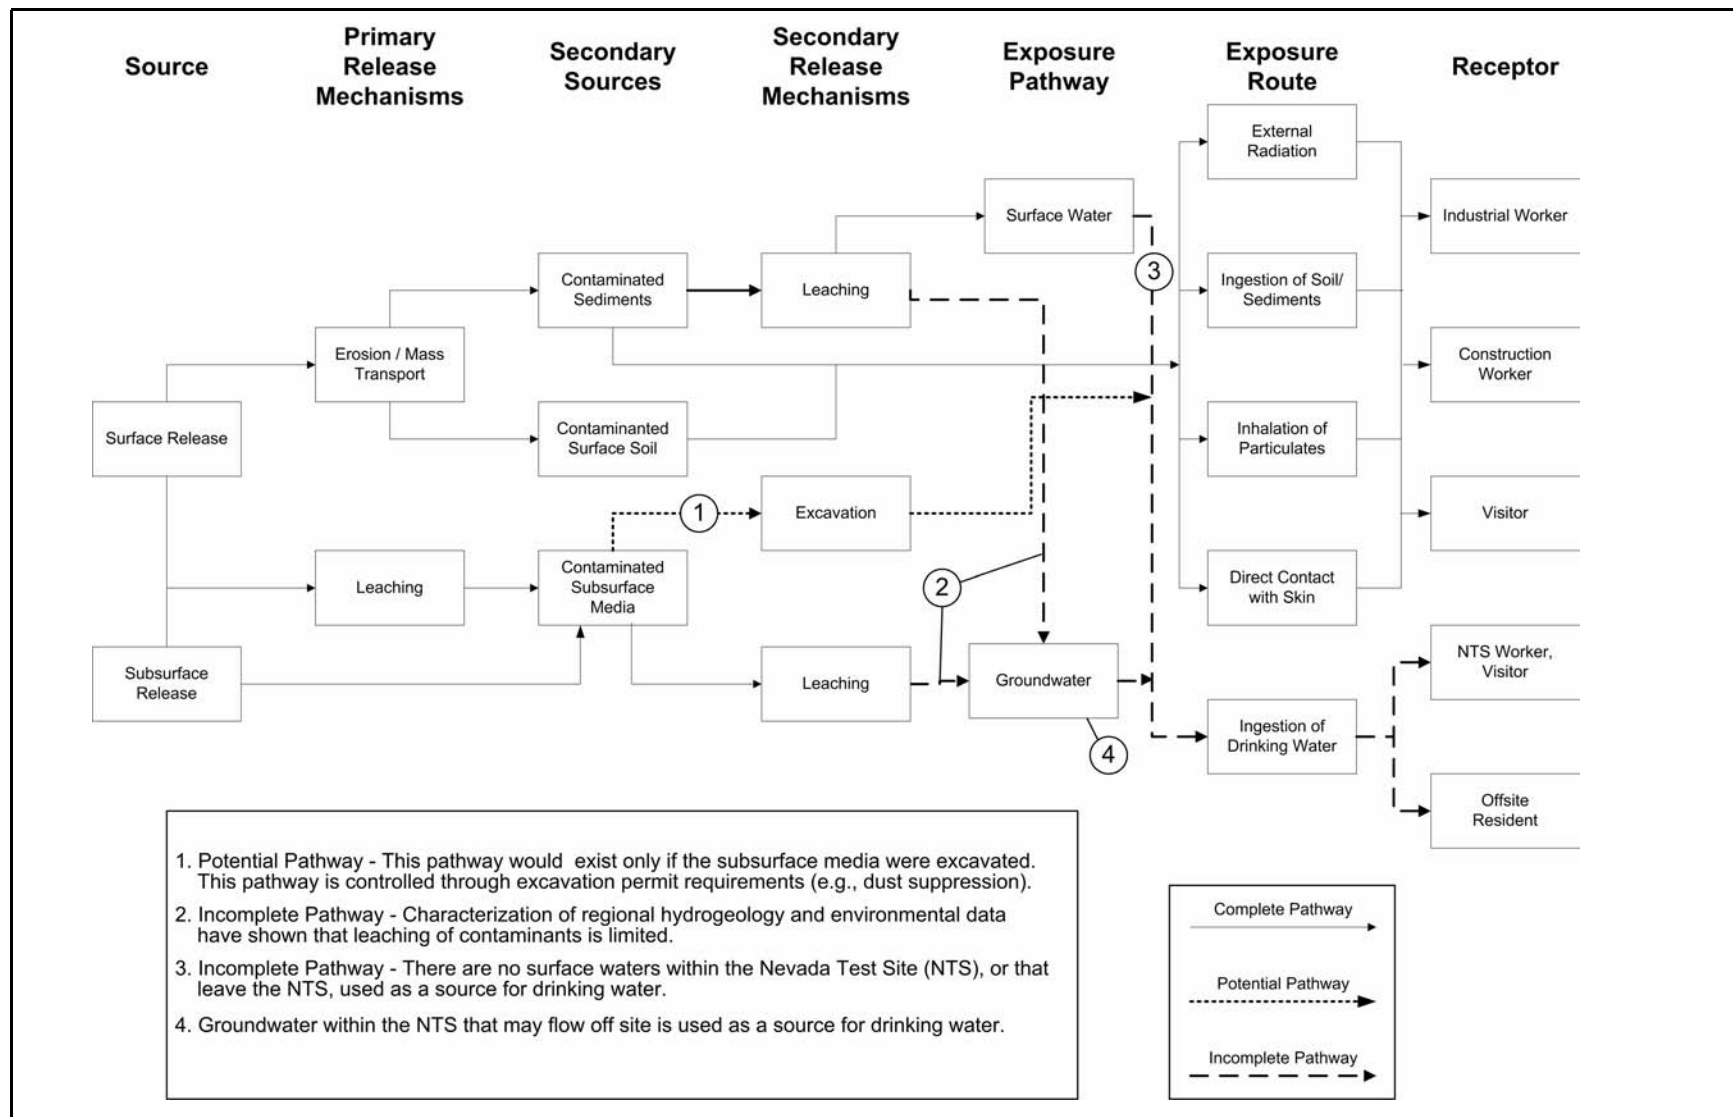 Source
Primary
Release
Mechanisms
Secondary
Sources
Secondary
Release
Mechanisms
Exposure
Pathway
Exposure
Route
Receptor
External
Radiation
Surface Water
Industrial Worker
Contaminated
Sediments
Leaching
3
Ingestion of Soil/
Sediments
Erosion / Mass
Transport
Construction
Worker
Surface Release
Contaminanted
Surface Soil
Inhalation of
Particulates
1
Excavation
Visitor
Leaching
Contaminated
Subsurface
Media
2
Direct Contact
with Skin
Subsurface
Release
Leaching
Groundwater
NTS Worker,
Visitor
4
Ingestion of
Drinking Water
Offsite
Resident
1. Potential Pathway - This pathway would exist only if the subsurface media were excavated.
This pathway is controlled through excavation permit requirements (e.g., dust suppression).
2. Incomplete Pathway - Characterization of regional hydrogeology and environmental data
have shown that leaching of contaminants is limited.
3. Incomplete Pathway - There are no surface waters within the Nevada Test Site (NTS), or that
leave the NTS, used as a source for drinking water.
4. Groundwater within the NTS that may flow off site is used as a source for drinking water.
Complete Pathway
Potential Pathway
Incomplete Pathway